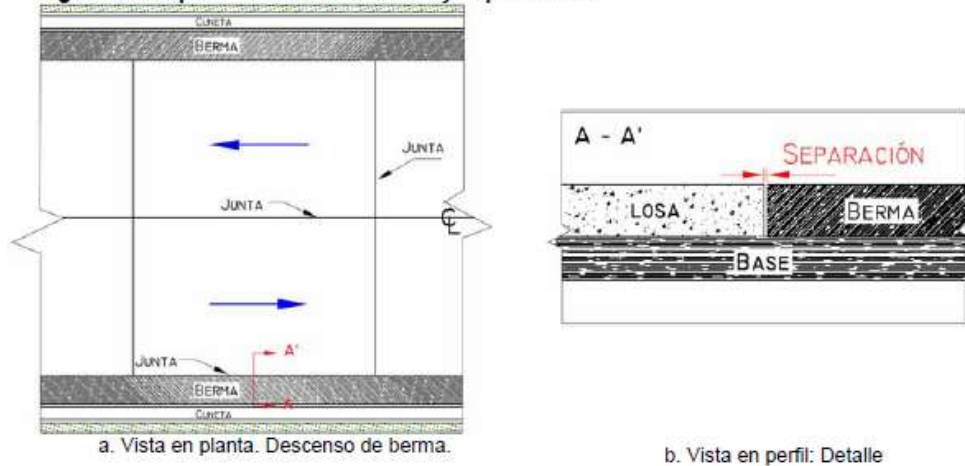 CUNETA
BERMA
JUNTA
JUNTA
CL
JUNTA
A'
BERMA
A
CUNETA
a. Vista en planta. Descenso de berma.
A - A'
SEPARACIÓN
LOSA
BERMA
BASE
b. Vista en perfil: Detalle